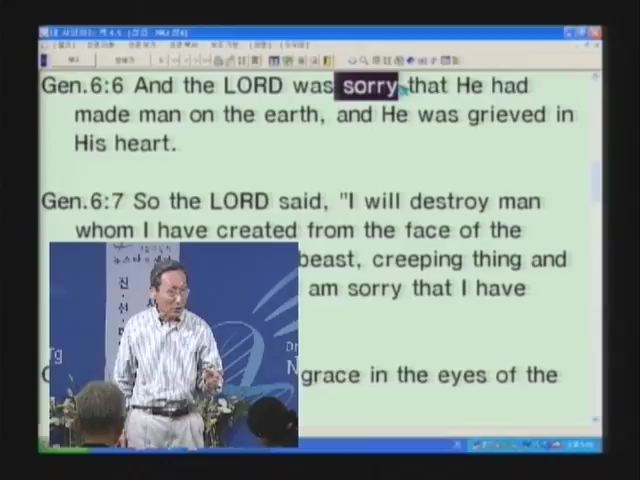 Gen.6:6 And the LORD was sorry that He had
made man on the earth, and He was grieved in
His heart.
Gen.6:7 So the LORD said, "I will destroy man
whom I have created from the face of the
beast, creeping thing and
am sorry that I have
grace in the eyes of the